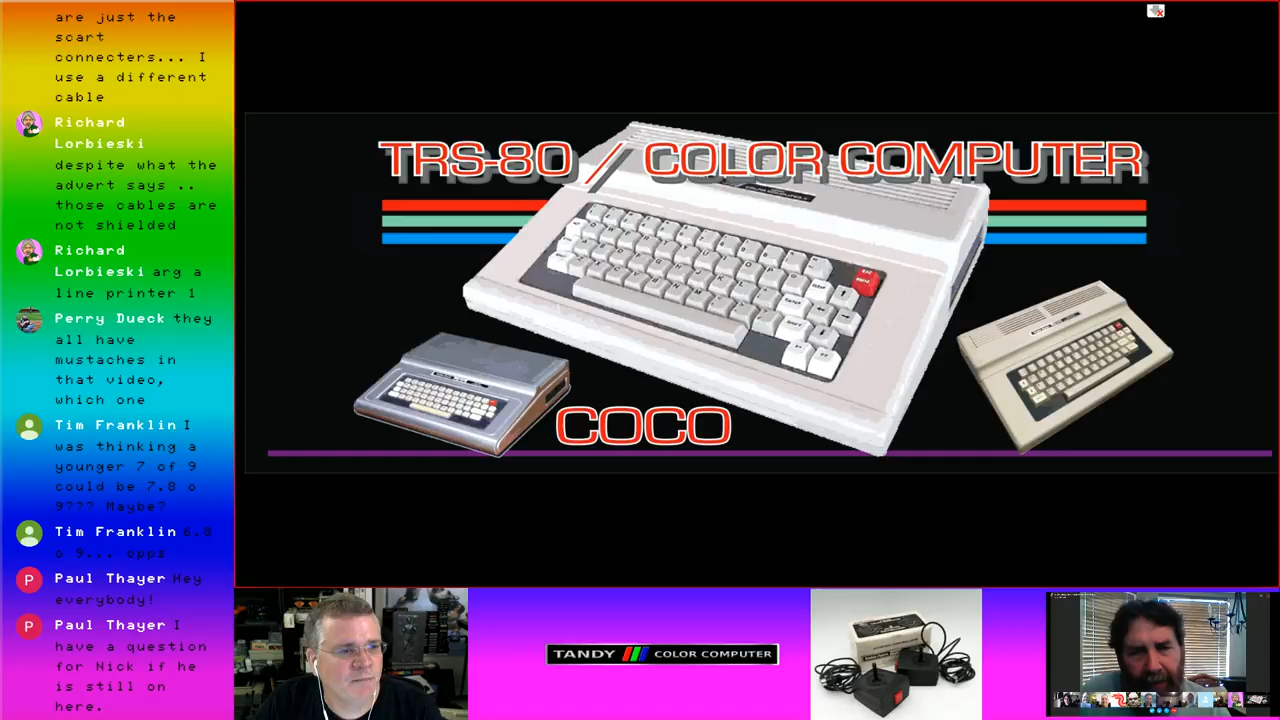 are just the
scart
connecters... I
use a different
cable
Richard
Lorbieski
despite what the
advert says ..
those cables are
not shielded
Richard
Lorbieski arg a
line printer 1
Perry Dueck they
all have
mustaches in
that video,
which one
Tim Franklin I
was thinking a
younger 7 of 9
could be 7.8 o
9??? Maybe?
Tim Franklin 6.8
o 9... opps
Paul Thayer Hey
everybody!
Paul Thayer I
have a question
for Nick if he
is still on
here.
TRS-80 / COLOR COMPUTER
COCO
TANDY COLOR COMPUTER
P
P